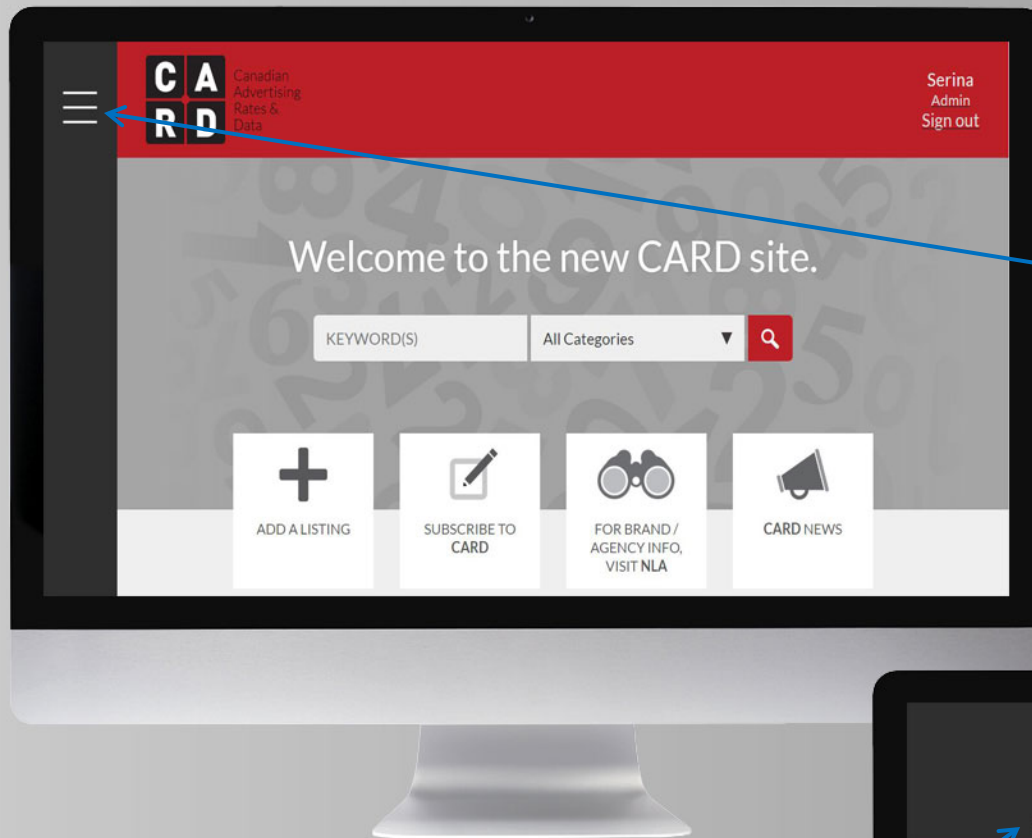 C A
R D
Canadian
Advertising
Rates &
Data
Serina
Admin
Sign out
Welcome to the new CARD site.
KEYWORD(S)
All Categories
ADD A LISTING
SUBSCRIBE TO
CARD
FOR BRAND /
AGENCY INFO,
VISIT NLA
CARD NEWS